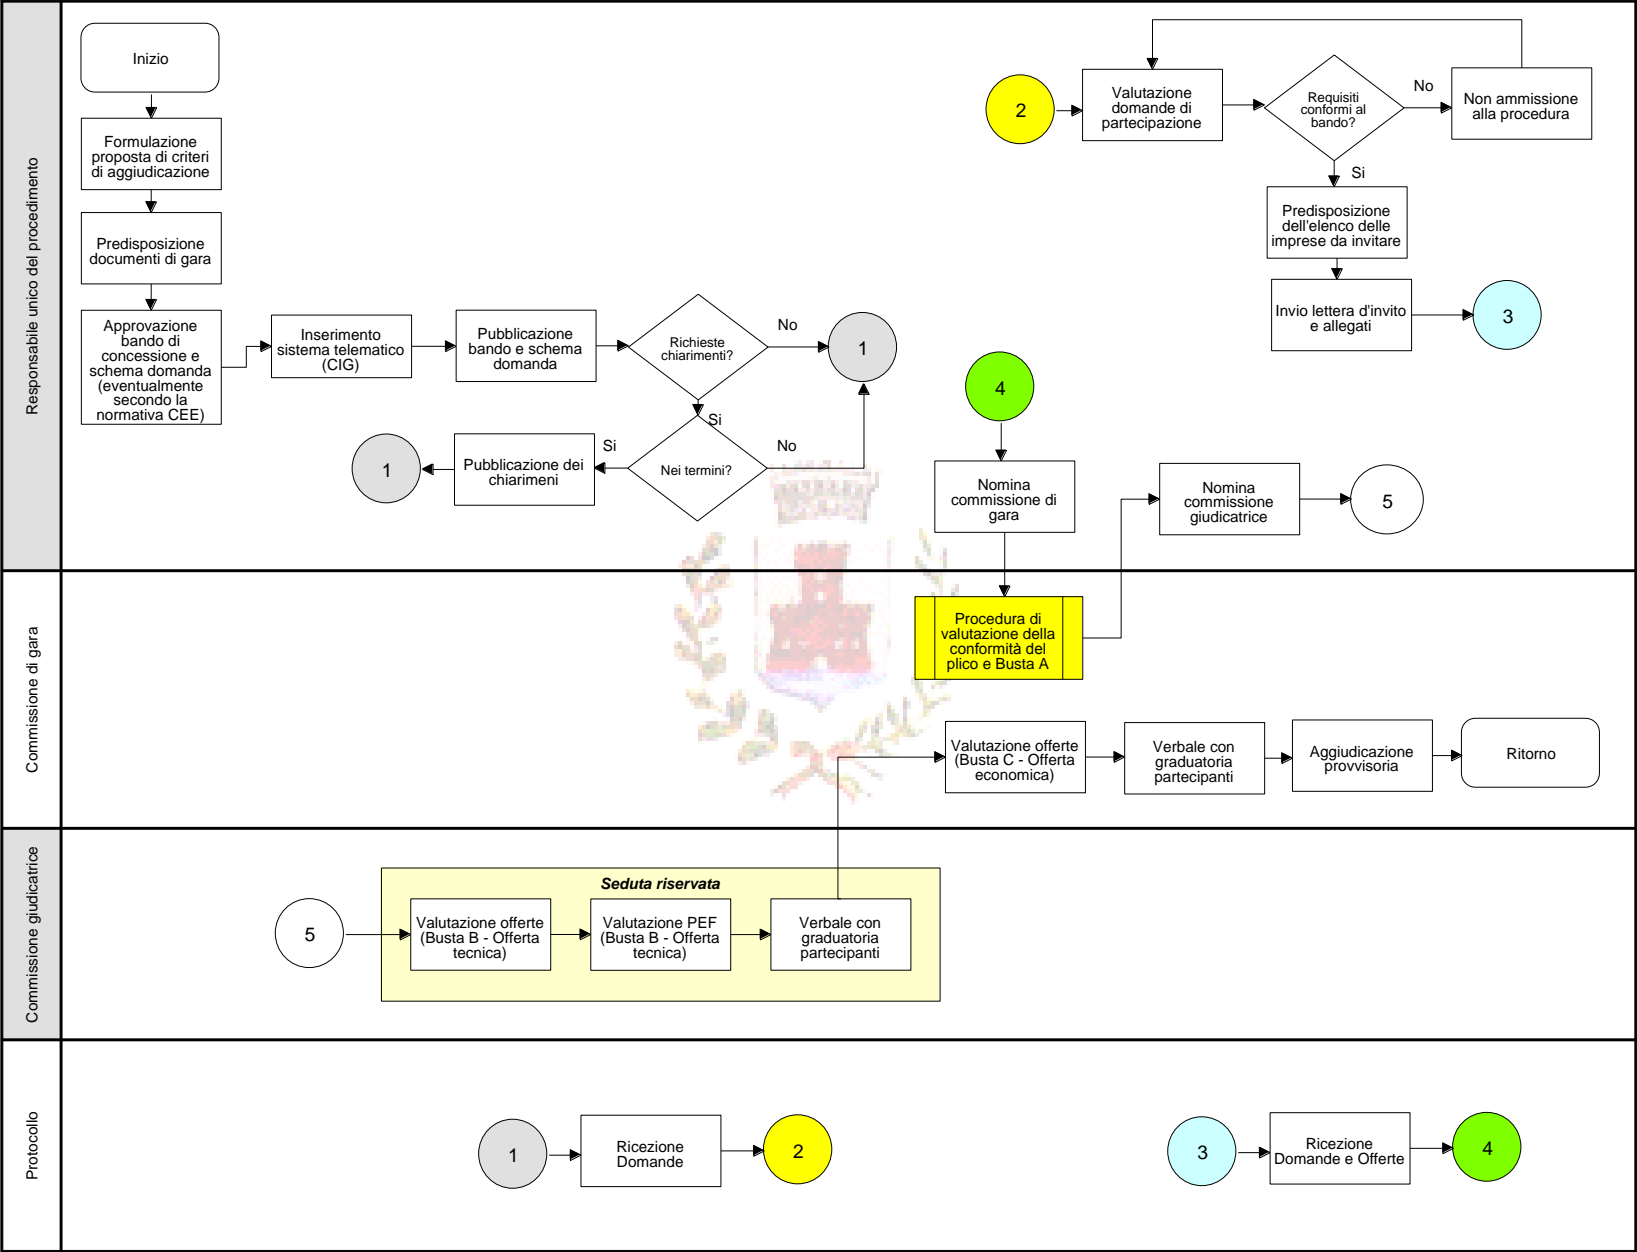 Responsabile unico del procedimento
Inizio
Formulazione
proposta di criteri
di aggiudicazione
Predisposizione
documenti di gara
Approvazione
bando di
concessione e
schema domanda
(eventualmente
secondo la
normativa CEE)
Inserimento
sistema telematico
(CIG)
Pubblicazione
bando e schema
domanda
Richieste
chiarimenti?
No
1
Si
Nei termini?
No
Si
Pubblicazione dei
chiarimeni
1
2
Valutazione
domande di
partecipazione
Requisiti
conformi al
bando?
No
Non ammissione
alla procedura
Si
Predisposizione
dell'elenco delle
imprese da invitare
Invio lettera d'invito
e allegati
3
4
Nomina
commissione di
gara
Nomina
commissione
giudicatrice
5
Commissione di gara
Procedura di
valutazione della
conformità del
plico e Busta A
Valutazione offerte
(Busta C - Offerta
economica)
Verbale con
graduatoria
partecipanti
Aggiudicazione
provvisoria
Ritorno
Commissione giudicatrice
5
Seduta riservata
Valutazione offerte
(Busta B - Offerta
tecnica)
Valutazione PEF
(Busta B - Offerta
tecnica)
Verbale con
graduatoria
partecipanti
Protocollo
1
Ricezione
Domande
2
3
Ricezione
Domande e Offerte
4